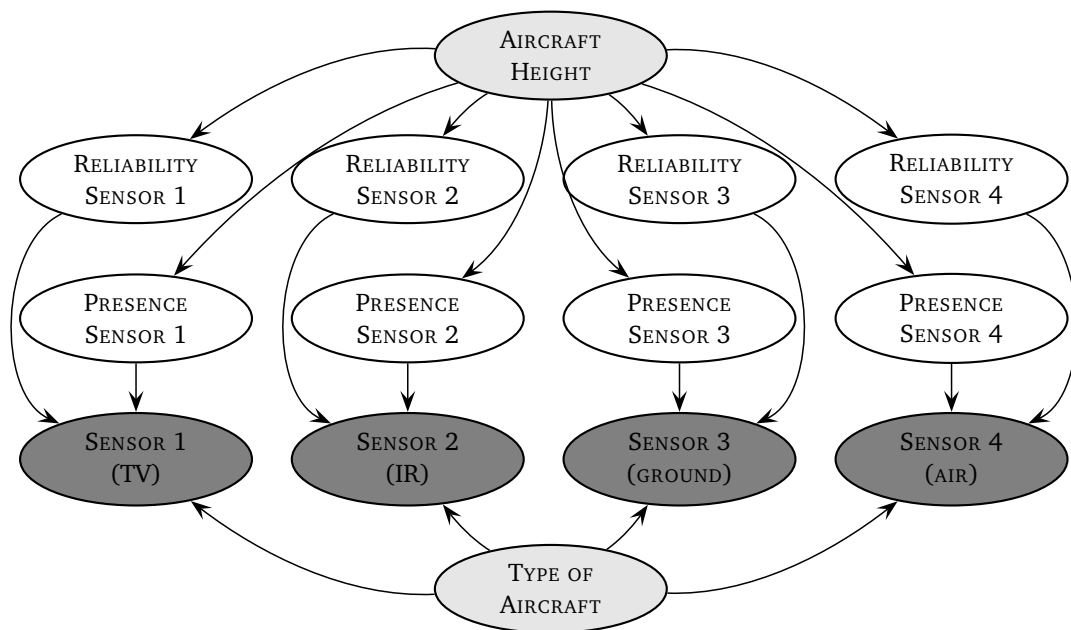 AIRCRAFT
HEIGHT
RELIABILITY
SENSOR 1
RELIABILITY
SENSOR 2
RELIABILITY
SENSOR 3
RELIABILITY
SENSOR 4
PRESENCE
SENSOR 1
PRESENCE
SENSOR 2
PRESENCE
SENSOR 3
PRESENCE
SENSOR 4
SENSOR 1
(TV)
SENSOR 2
(IR)
SENSOR 3
(GROUND)
SENSOR 4
(AIR)
TYPE OF
AIRCRAFT